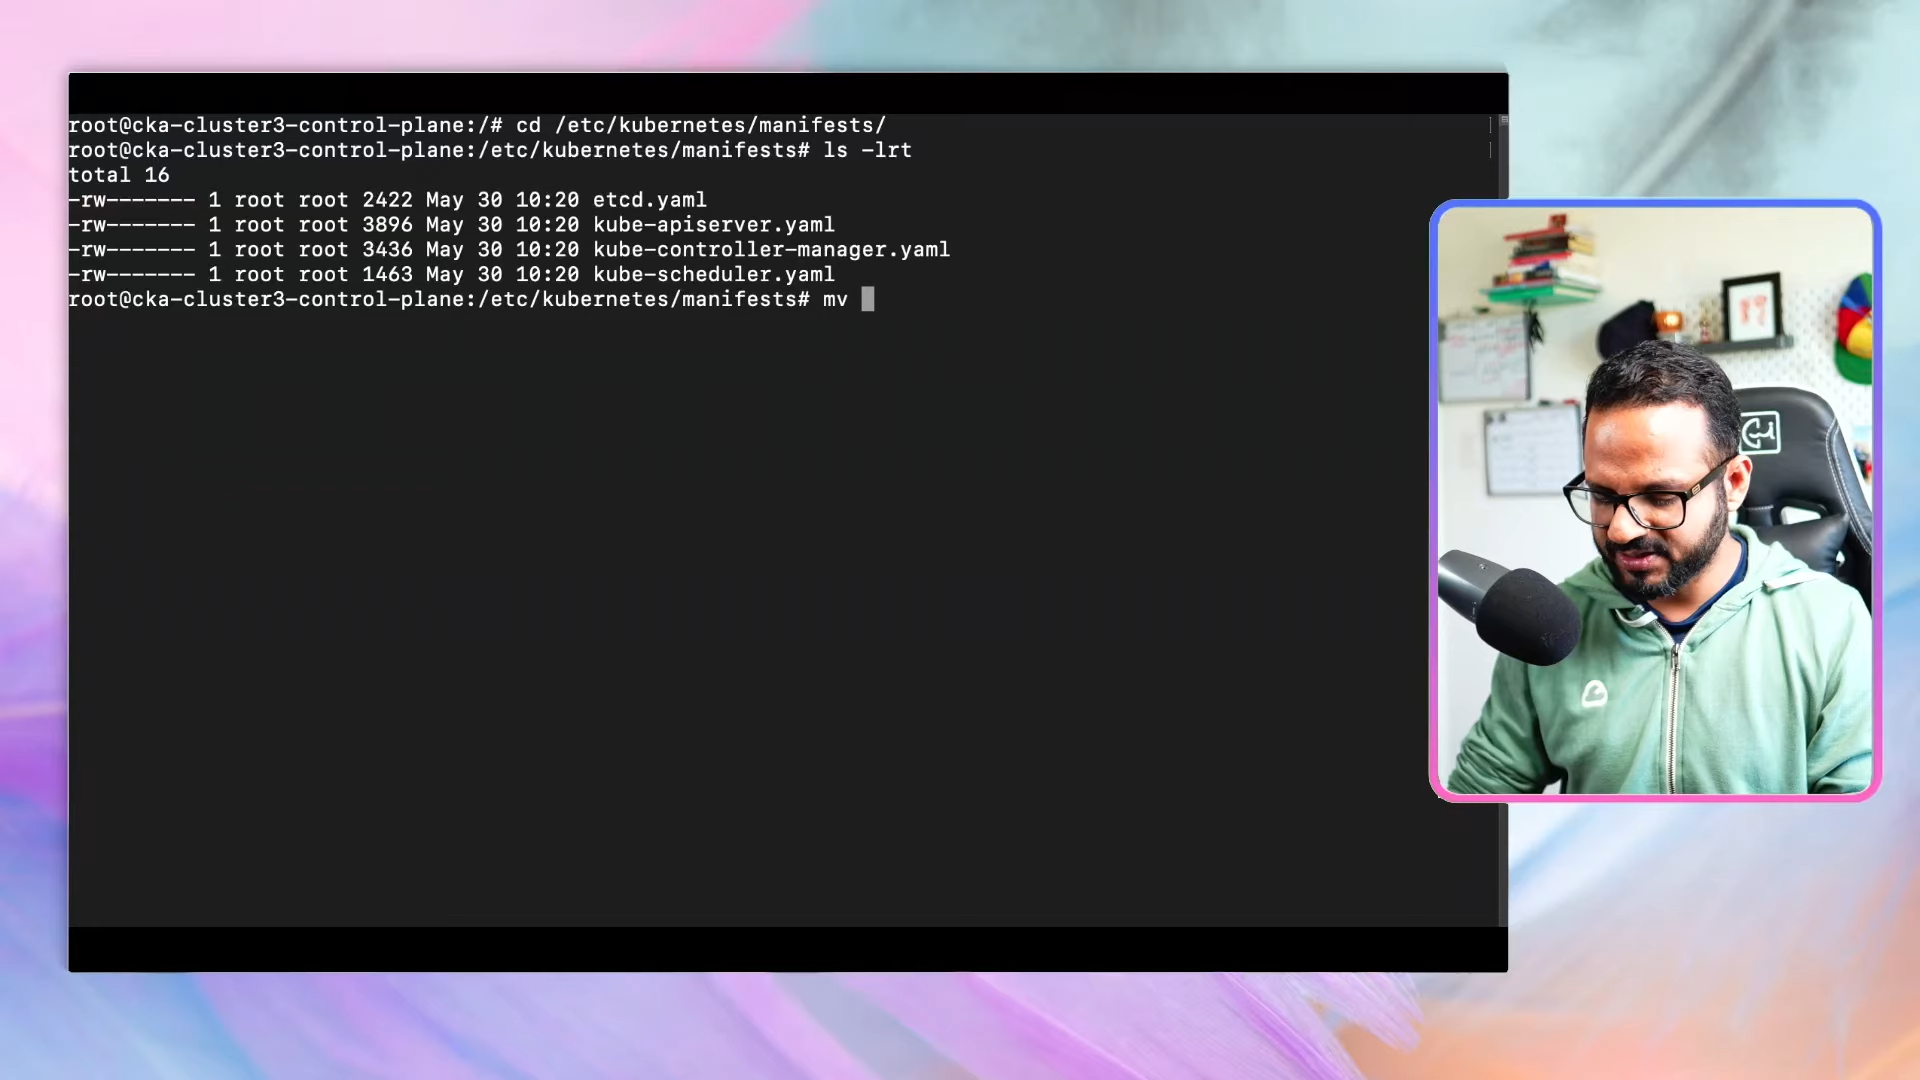 root@cka-cluster3-control-plane:/# cd /etc/kubernetes/manifests/
root@cka-cluster3-control-plane:/etc/kubernetes/manifests# ls -lrt
total 16
-rw------- 1 root root 2422 May 30 10:20 etcd.yaml
-rw------- 1 root root 3896 May 30 10:20 kube-apiserver.yaml
-rw------- 1 root root 3436 May 30 10:20 kube-controller-manager.yaml
-rw------- 1 root root 1463 May 30 10:20 kube-scheduler.yaml
root@cka-cluster3-control-plane:/etc/kubernetes/manifests# mv